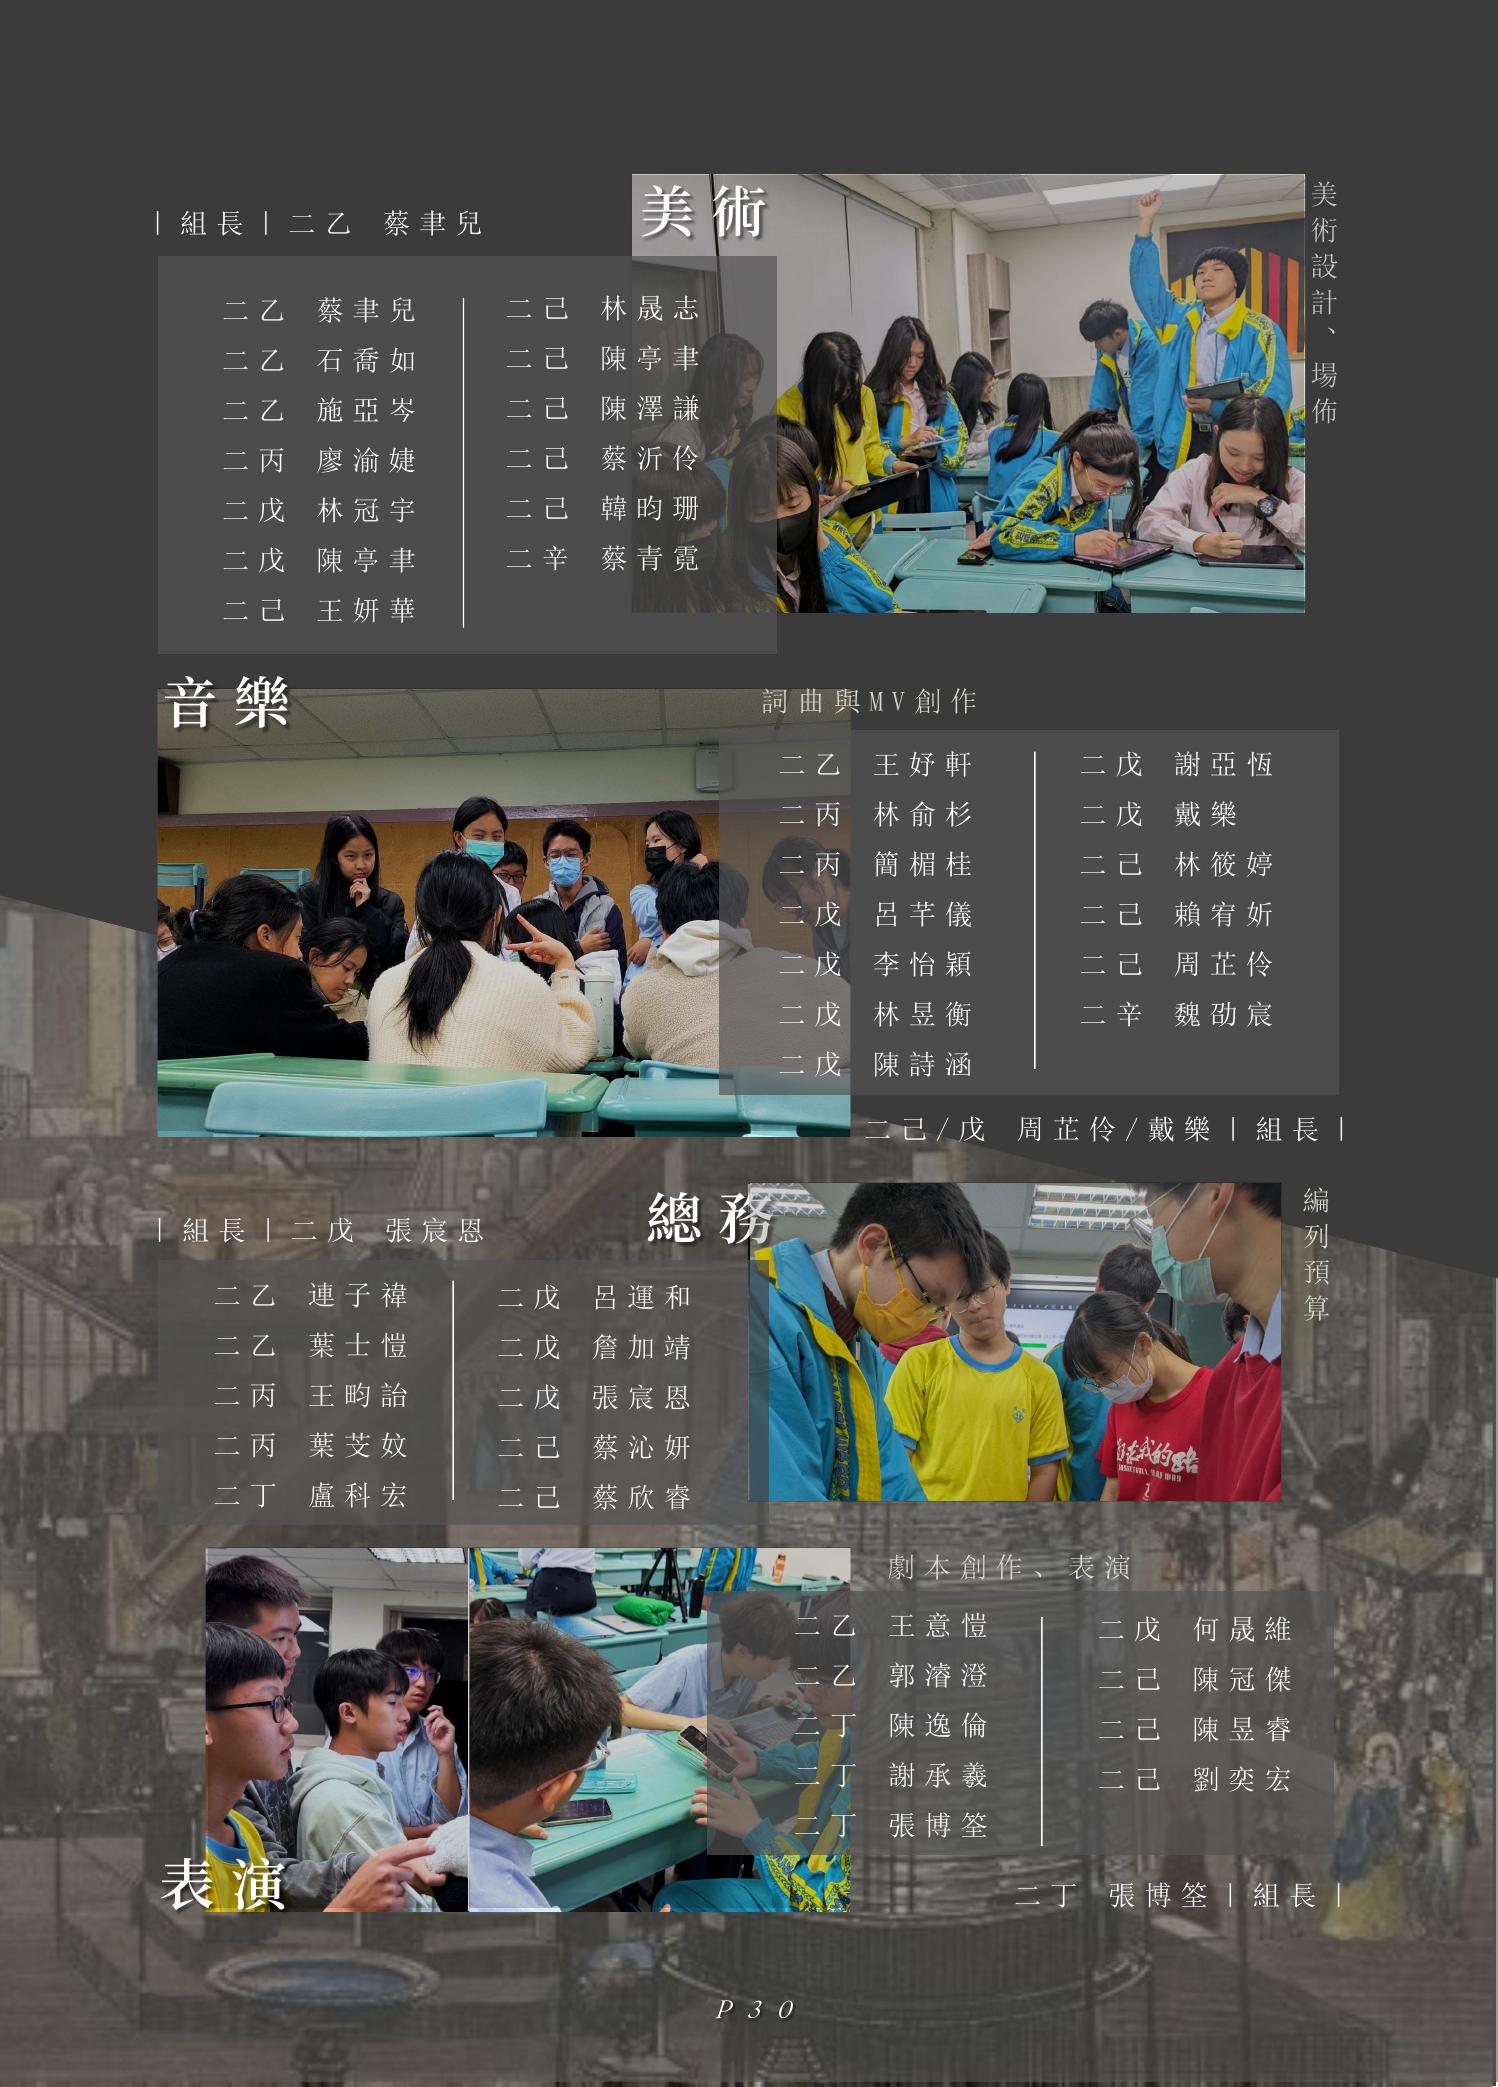 ｜組長｜二乙 蔡聿兒
美術
美術設計、場佈
二乙 蔡聿兒
二乙 石喬如
二乙 施亞岑
二丙 廖渝婕
二戊 林冠宇
二戊 陳亭聿
二己 王妍華
二己 林晟志
二己 陳亭聿
二己 陳澤謙
二己 蔡沂伶
二己 韓昀珊
二辛 蔡青霓
音樂
詞曲與MV創作
二乙 王妤軒
二丙 林俞杉
二丙 簡楣桂
二戊 呂芊儀
二戊 李怡穎
二戊 林昱衡
二戊 陳詩涵
二戊 謝亞恆
二戊 戴樂
二己 林筱婷
二己 賴宥妡
二己 周芷伶
二辛 魏劭宸
二己/戊 周芷伶/戴樂｜組長｜
｜組長｜二戊 張宸恩
總務
編列預算
二乙 連子禕
二乙 葉士愷
二丙 王畇詒
二丙 葉芠妏
二丁 盧科宏
二戊 呂運和
二戊 詹加靖
二戊 張宸恩
二己 蔡沁妍
二己 蔡欣睿
我的路
劇本創作、表演
二乙 王意愷
二乙 郭濬澄
二丁 陳逸倫
二丁 謝承羲
二丁 張博筌
二戊 何晟維
二己 陳冠傑
二己 陳昱睿
二己 劉奕宏
表演
二丁 張博筌｜組長｜
P30